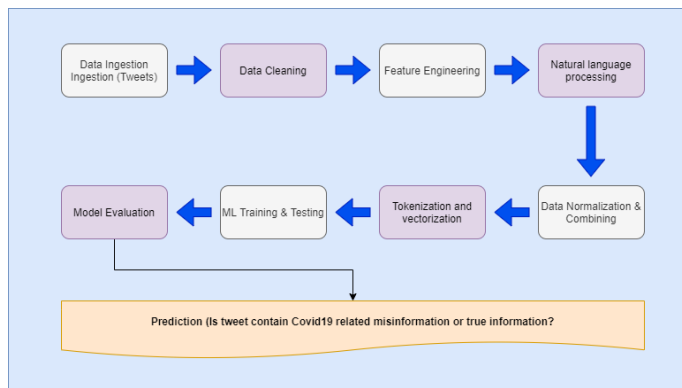 Data Ingestion
Ingestion (Tweets)
Data Cleaning
Feature Engineering
Natural language
processing
Data Normalization &
Combining
Tokenization and
vectorization
ML Training & Testing
Model Evaluation
Prediction (Is tweet contain Covid19 related misinformation or true information?